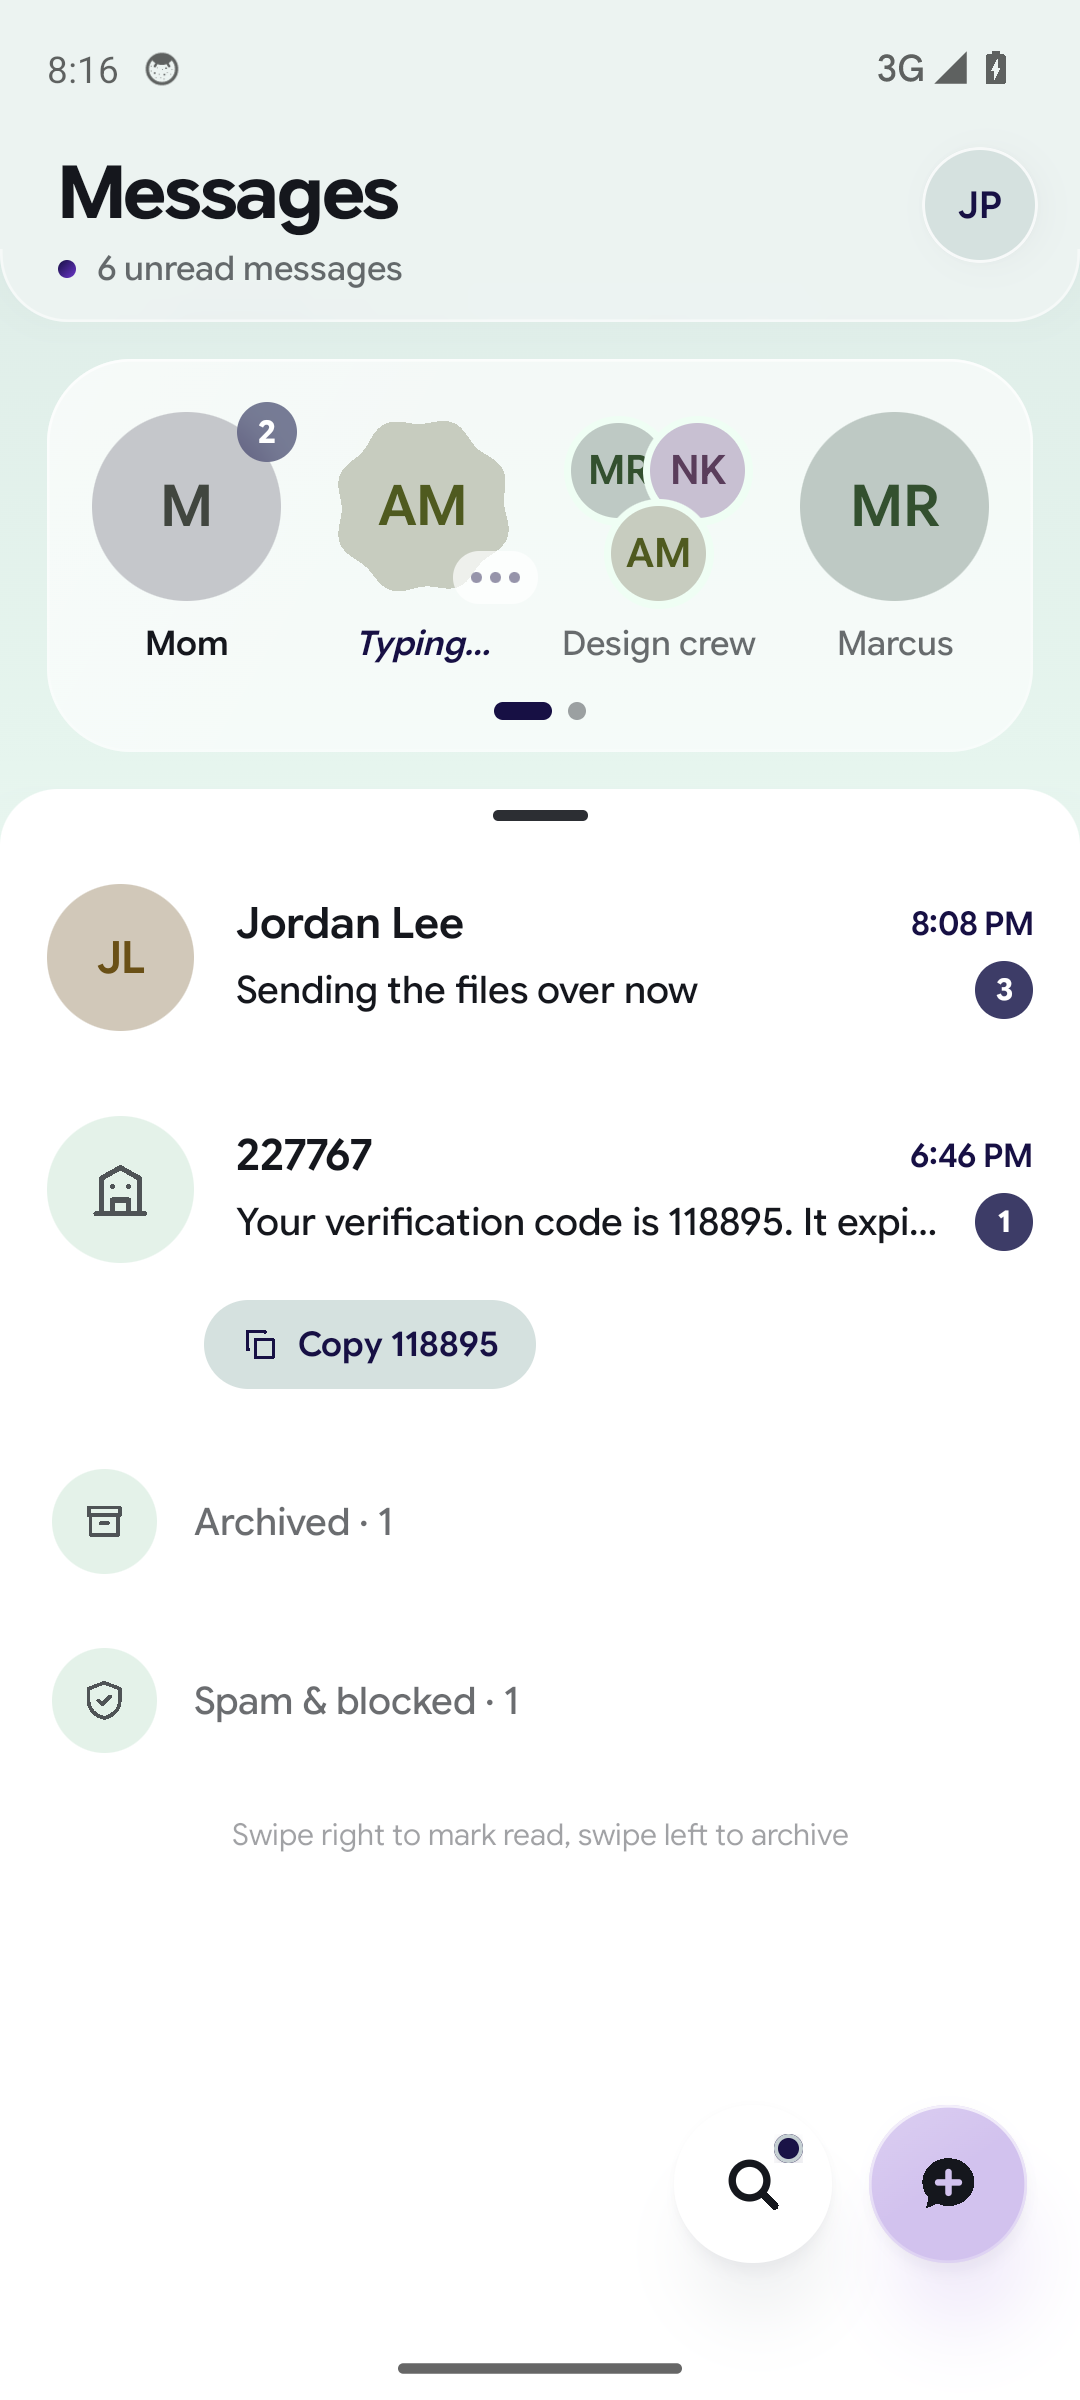 8:16
3G
Messages
JP
6 unread messages
M
2
AM
MR
NK
AM
MR
Mom
Typing...
Design crew
Marcus
JL
Jordan Lee
8:08 PM
Sending the files over now
3
227767
6:46 PM
Your verification code is 118895. It expi...
1
Copy 118895
Archived · 1
Spam & blocked · 1
Swipe right to mark read, swipe left to archive